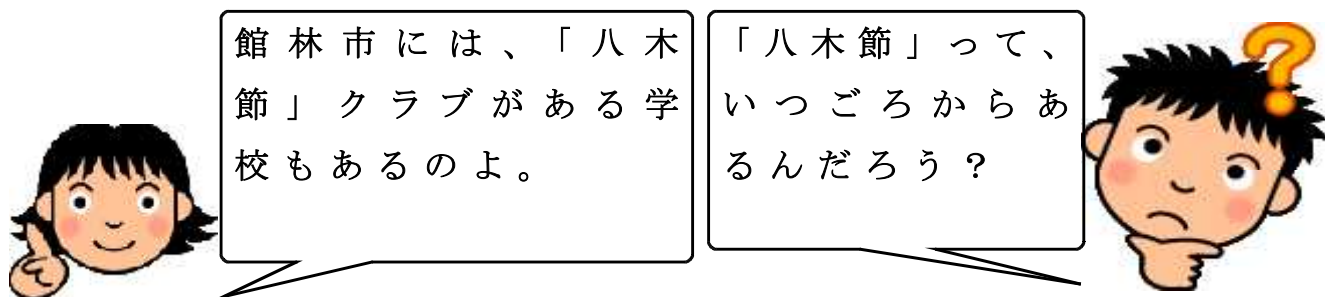 館林市には、「八木
節」クラブがある学
校もあるのよ。
「八木節」って、
いつごろからあ
るんだろう？